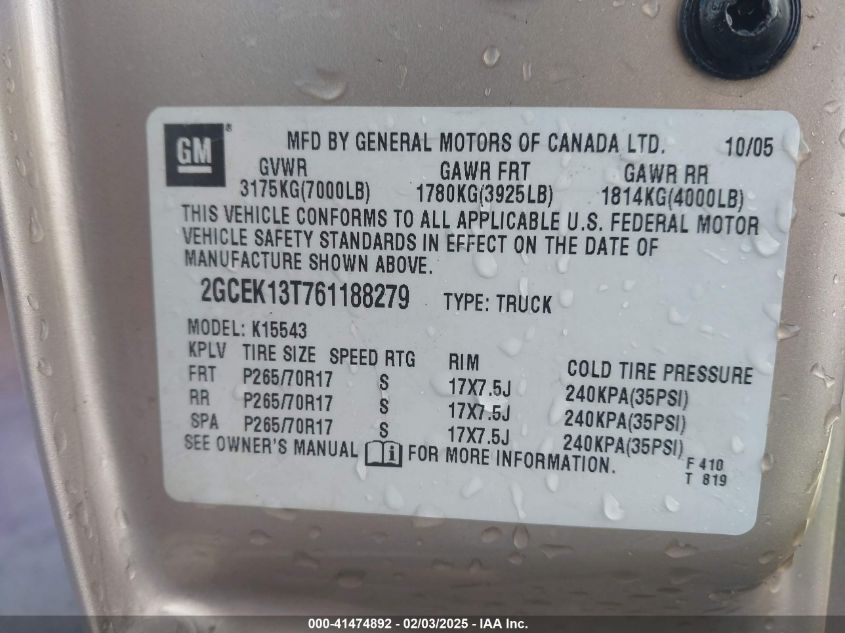 GM®
MFD BY GENERAL MOTORS OF CANADA LTD. 10/05
GVWR GAWR FRT GAWR RR
3175KG(7000LB) 1780KG(3925LB) 1814KG(4000LB)
THIS VEHICLE CONFORMS TO ALL APPLICABLE U.S. FEDERAL MOTOR
VEHICLE SAFETY STANDARDS IN EFFECT ON THE DATE OF
MANUFACTURE SHOWN ABOVE.
2GCEK13T761188279 TYPE: TRUCK
MODEL: K15543
KPLV TIRE SIZE SPEED RTG RIM COLD TIRE PRESSURE
FRT P265/70R17 S 17X7.5J 240KPA(35PSI)
RR P265/70R17 S 17X7.5J 240KPA(35PSI)
SPA P265/70R17 S 17X7.5J 240KPA(35PSI)
SEE OWNER'S MANUAL i FOR MORE INFORMATION.
F 410
T 819
000-41474892 - 02/03/2025 - IAA Inc.